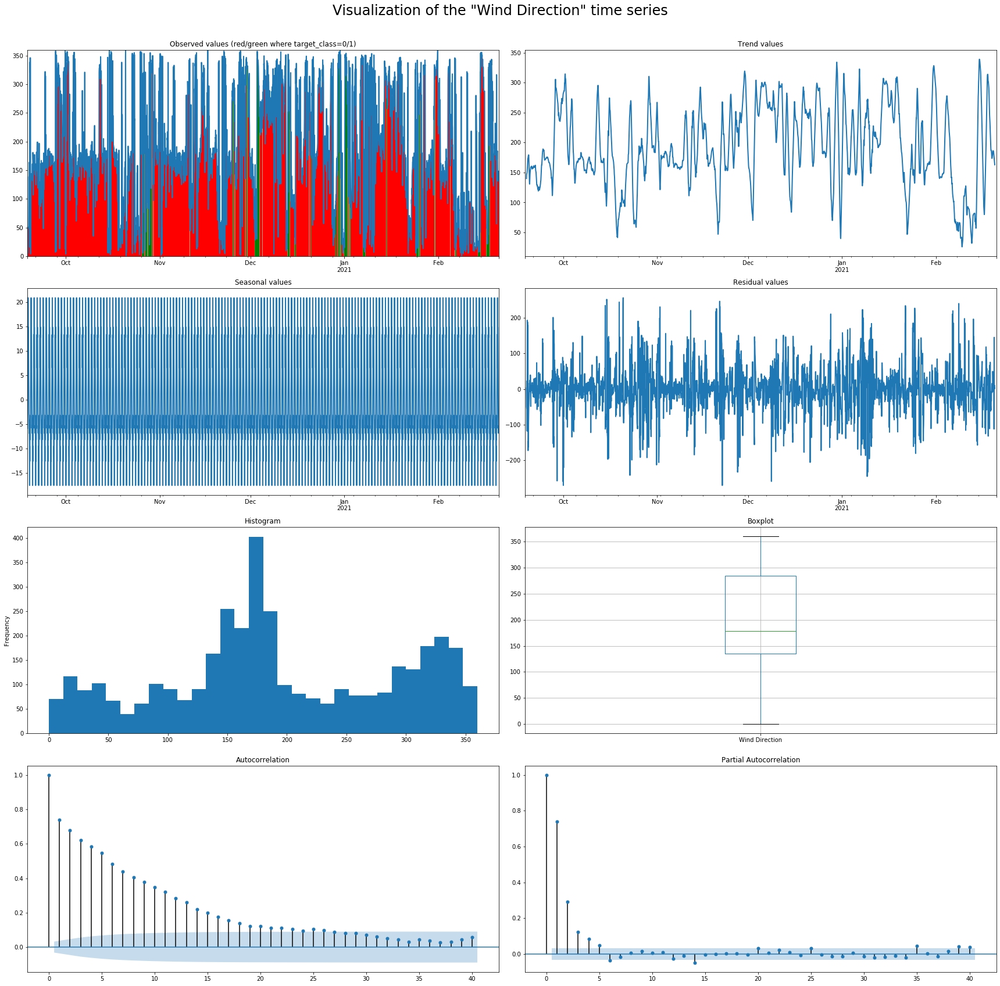 Visualization of the "Wind Direction" time series
Observed values (red/green where target_class=0/1)
350
300
250
200
150
100
50
0
Oct
Nov
Dec
Jan
2021
Feb
Trend values
350
300
250
200
150
100
50
Oct
Nov
Dec
Jan
2021
Feb
Seasonal values
20
15
10
5
0
−5
−10
−15
Oct
Nov
Dec
Jan
2021
Feb
Residual values
200
100
0
−100
−200
Oct
Nov
Dec
Jan
2021
Feb
Histogram
Frequency
400
350
300
250
200
150
100
50
0
0
50
100
150
200
250
300
350
Boxplot
350
300
250
200
150
100
50
0
Wind Direction
Autocorrelation
1.0
0.8
0.6
0.4
0.2
0.0
0
5
10
15
20
25
30
35
40
Partial Autocorrelation
1.0
0.8
0.6
0.4
0.2
0.0
0
5
10
15
20
25
30
35
40